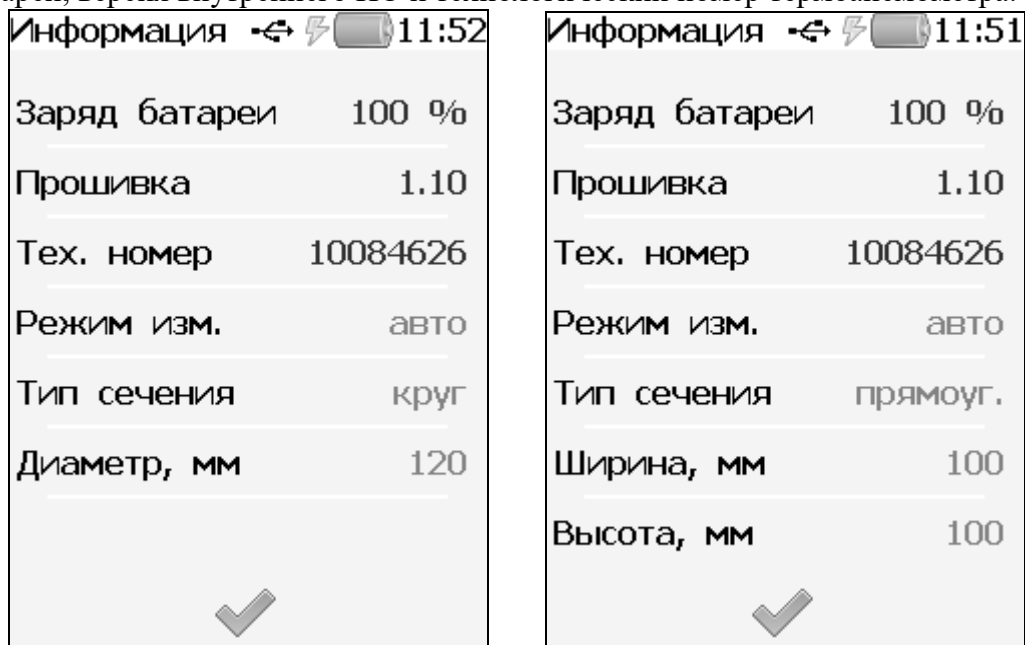 Информация 11:52
Заряд батареи 100 %
Прошивка 1.10
Тех. номер 10084626
Режим изм. авто
Тип сечения круг
Диаметр, мм 120
Информация 11:51
Заряд батареи 100 %
Прошивка 1.10
Тех. номер 10084626
Режим изм. авто
Тип сечения прямоуг.
Ширина, мм 100
Высота, мм 100